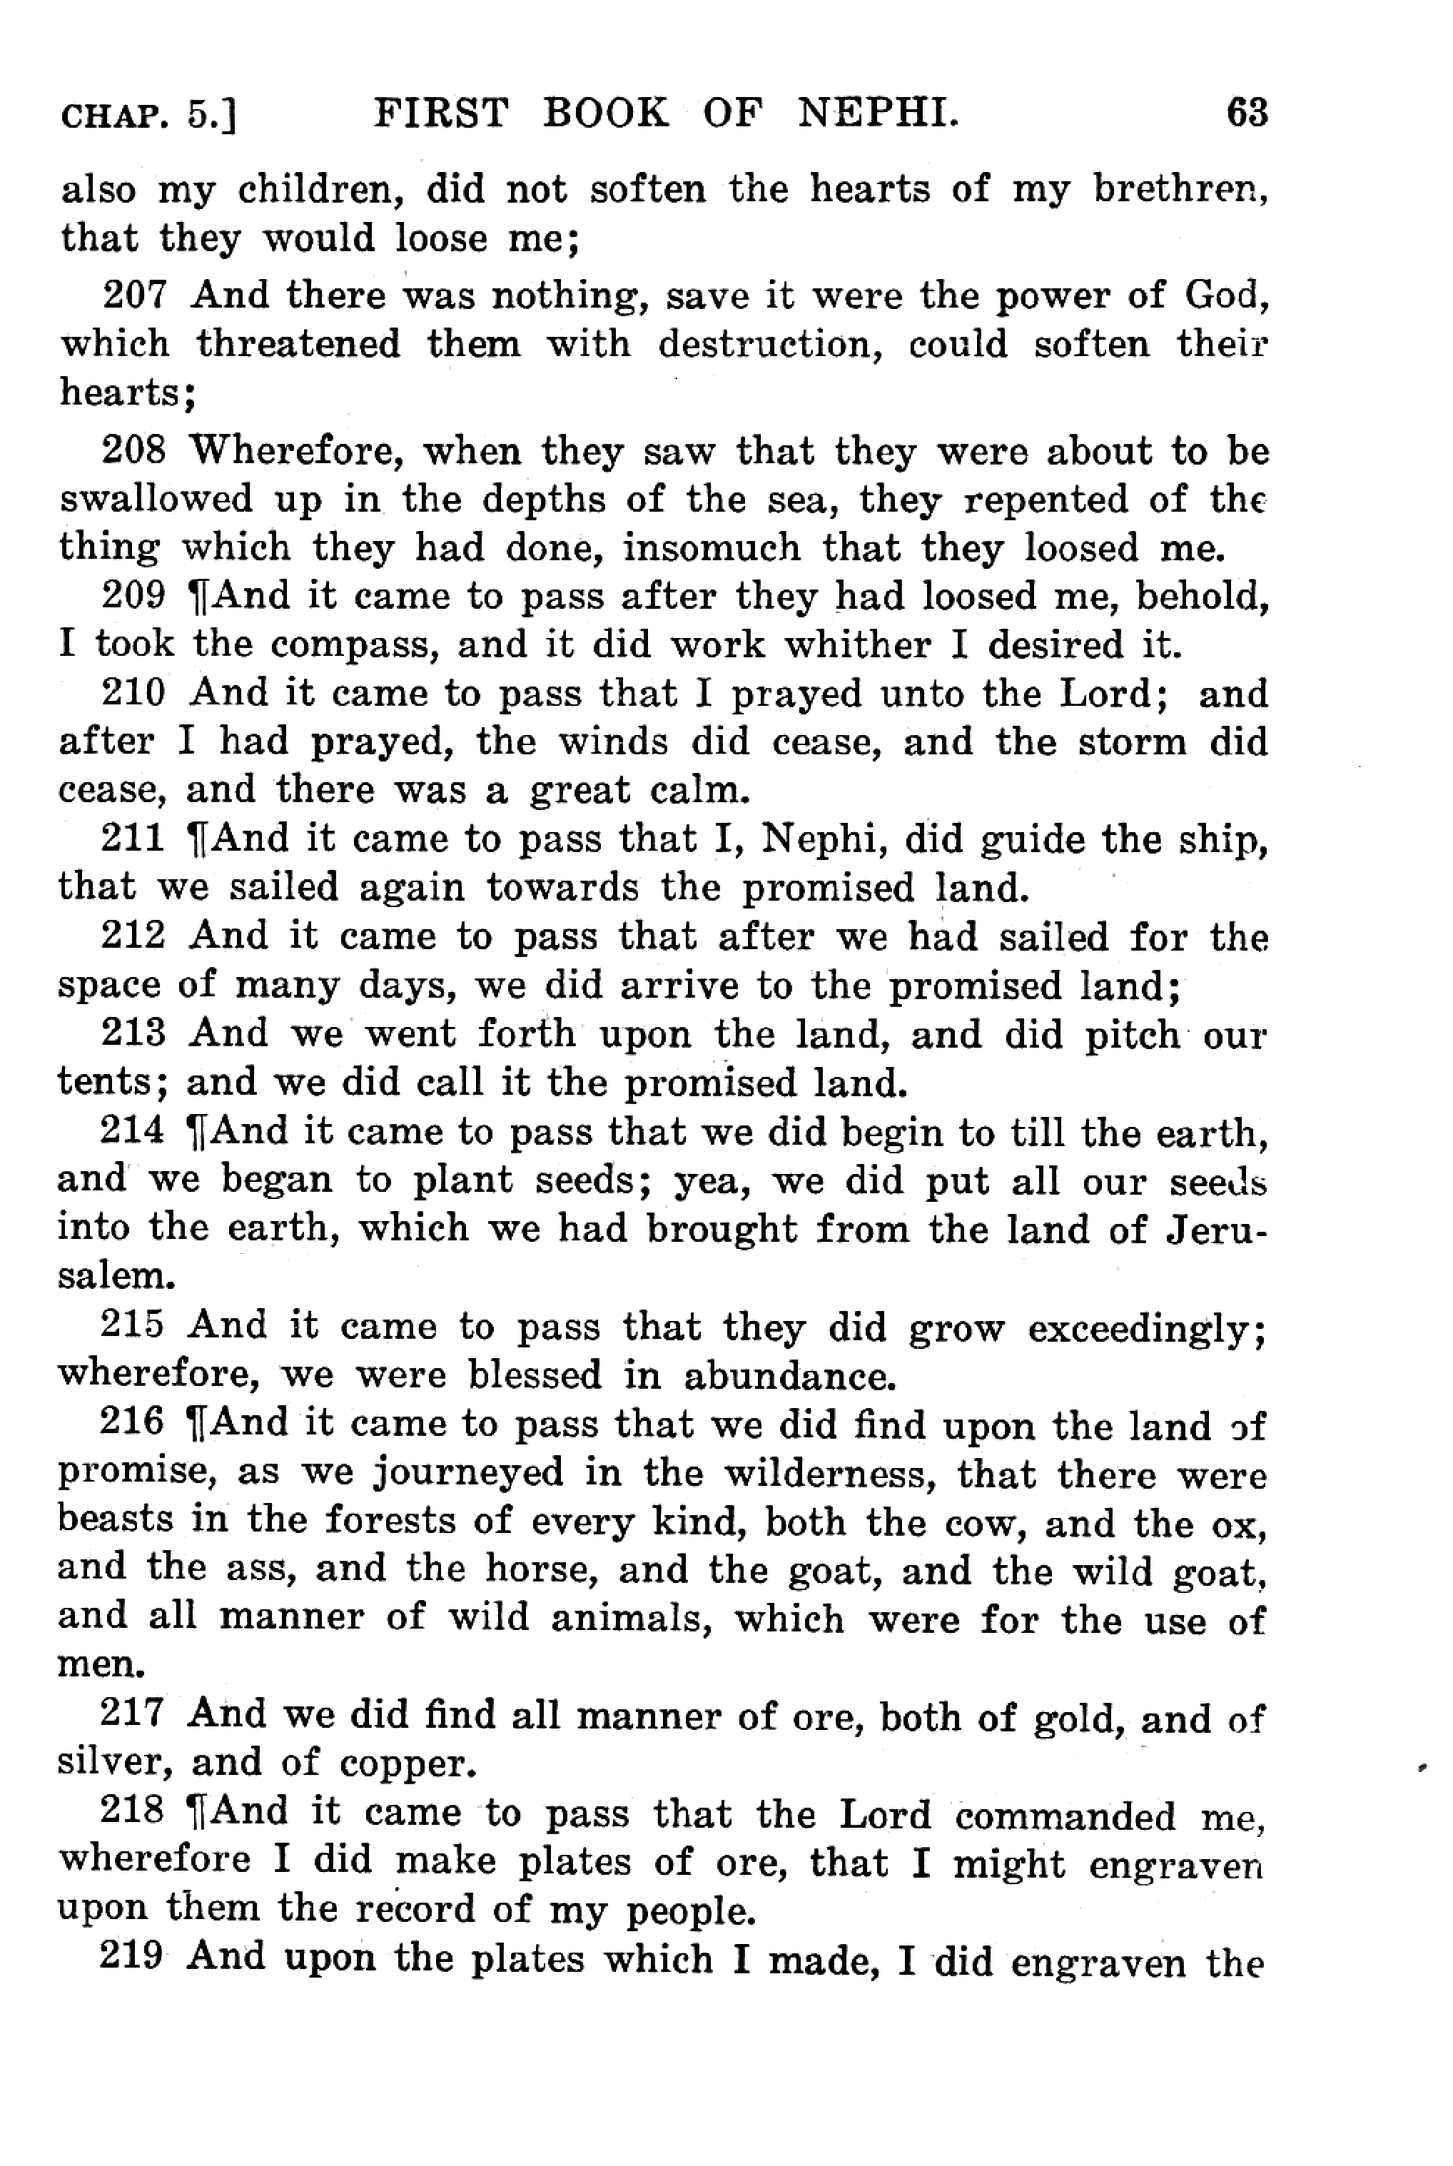 CHAP. 5.] FIRST BOOK OF NEPHI. 63
also my children, did not soften the hearts of my brethren,
that they would loose me;
207 And there was nothing, save it were the power of God,
which threatened them with destruction, could soften their
hearts;
208 Wherefore, when they saw that they were about to be
swallowed up in the depths of the sea, they repented of the
thing which they had done, insomuch that they loosed me.
209 ¶And it came to pass after they had loosed me, behold,
I took the compass, and it did work whither I desired it.
210 And it came to pass that I prayed unto the Lord; and
after I had prayed, the winds did cease, and the storm did
cease, and there was a great calm.
211 ¶And it came to pass that I, Nephi, did guide the ship,
that we sailed again towards the promised land.
212 And it came to pass that after we had sailed for the
space of many days, we did arrive to the promised land;
213 And we went forth upon the land, and did pitch our
tents; and we did call it the promised land.
214 ¶And it came to pass that we did begin to till the earth,
and we began to plant seeds; yea, we did put all our seeds
into the earth, which we had brought from the land of Jeru-
salem.
215 And it came to pass that they did grow exceedingly;
wherefore, we were blessed in abundance.
216 ¶And it came to pass that we did find upon the land of
promise, as we journeyed in the wilderness, that there were
beasts in the forests of every kind, both the cow, and the ox,
and the ass, and the horse, and the goat, and the wild goat,
and all manner of wild animals, which were for the use of
men.
217 And we did find all manner of ore, both of gold, and of
silver, and of copper.
218 ¶And it came to pass that the Lord commanded me,
wherefore I did make plates of ore, that I might engraven
upon them the record of my people.
219 And upon the plates which I made, I did engraven the